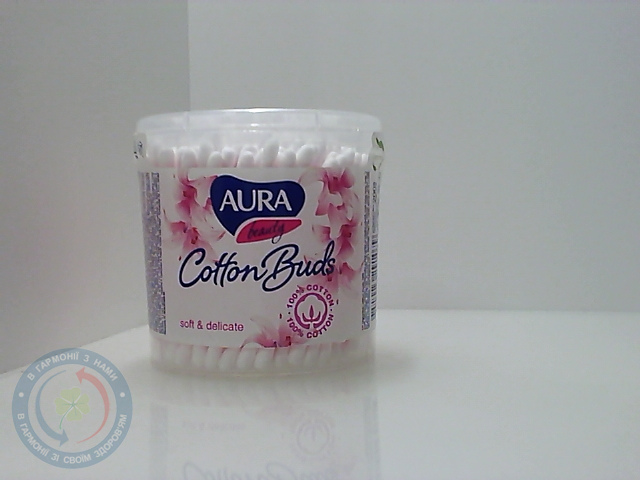 AURA
beauty
Cotton Buds
100% COTTON
100% COTTON
soft & delicate
В ГАРМОНІЇ З НАМИ
В ГАРМОНІЇ ЗІ СВОЇМ ЗДОРОВ'ЯМ